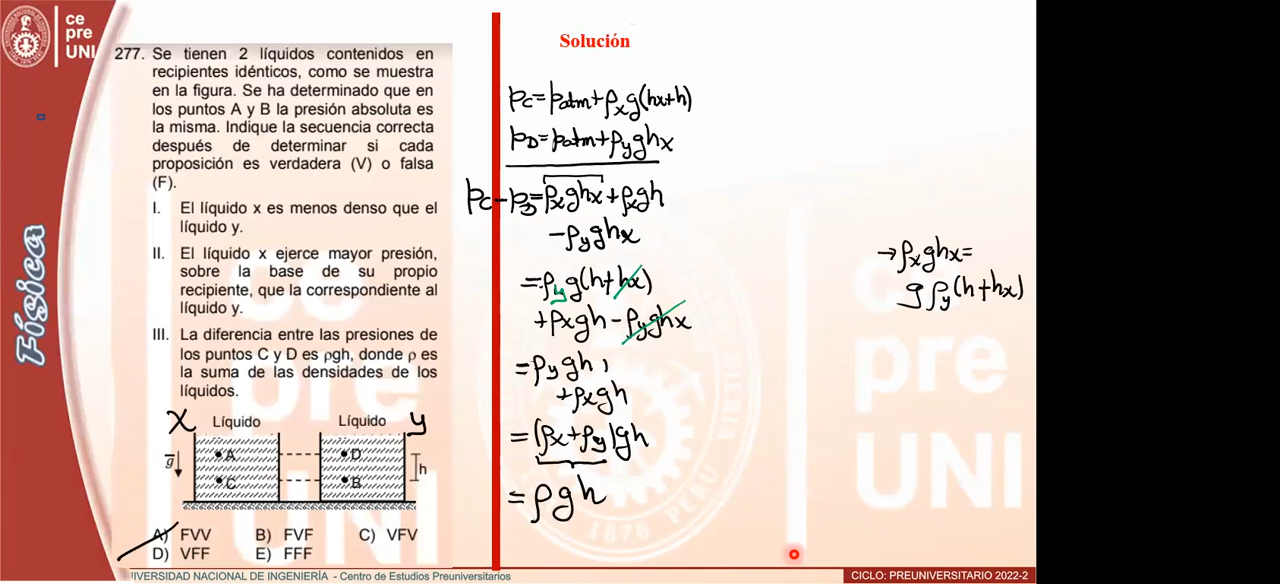 ce
pre
UNI
Física
277. Se tienen 2 líquidos contenidos en
recipientes idénticos, como se muestra
en la figura. Se ha determinado que en
los puntos A y B la presión absoluta es
la misma. Indique la secuencia correcta
después de determinar si cada
proposición es verdadera (V) o falsa
(F).
I. El líquido x es menos denso que el
líquido y.
II. El líquido x ejerce mayor presión,
sobre la base de su propio
recipiente, que la correspondiente al
líquido y.
III. La diferencia entre las presiones de
los puntos C y D es ρgh, donde ρ es
la suma de las densidades de los
líquidos.
x Líquido Líquido y
g A D h
C B
A) FVV B) FVF C) VFV
D) VFF E) FFF
Solución
Pc=Patm+ρxg(hx+h)
PD=Patm+ρyghx
Pc-PD=ρxghx+ρxgh
-ρyghx
=ρyg(h+hx)
+ρxgh-ρyghx
=ρygh
+ρxgh
=(ρx+ρy)gh
=ρgh
→ρxghx=
gρy(h+hx)
ce
pre
UNI
1876
PERU
UNIVERSIDAD NACIONAL DE INGENIERÍA - Centro de Estudios Preuniversitarios
CICLO: PREUNIVERSITARIO 2022-2